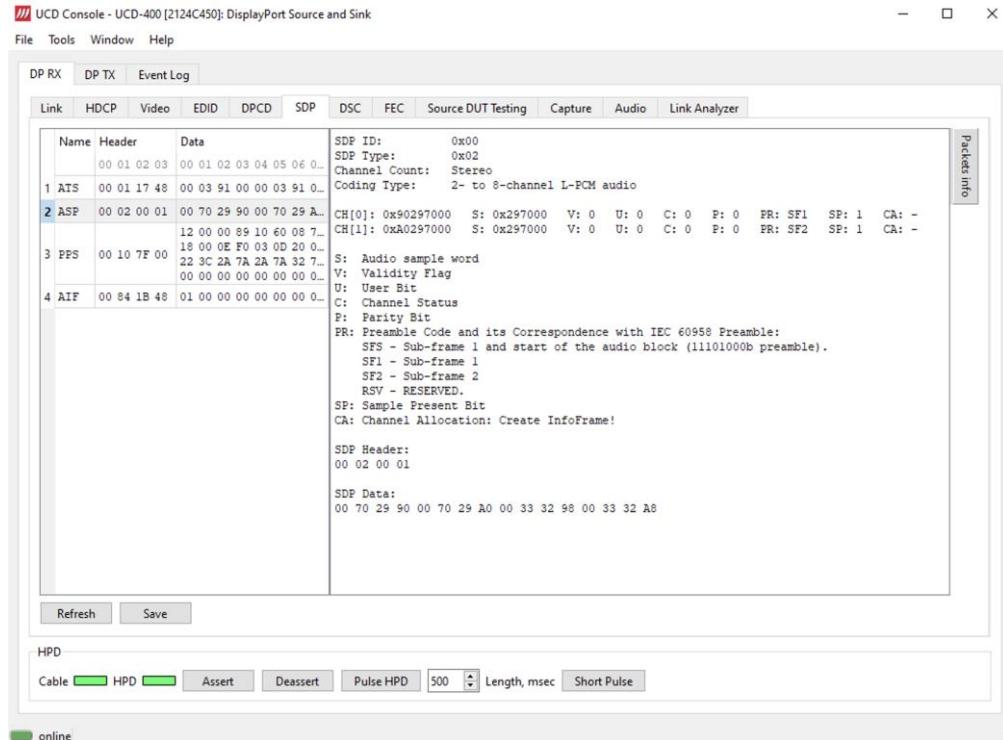 UCD Console - UCD-400 [2124C450]: DisplayPort Source and Sink
File Tools Window Help
DP RX DP TX Event Log
Link HDCP Video EDID DPCD SDP DSC FEC Source DUT Testing Capture Audio Link Analyzer
Name Header Data
00 01 02 03 00 01 02 03 04 05 06 0...
1 ATS 00 01 17 48 00 03 91 00 00 03 91 0...
2 ASP 00 02 00 01 00 70 29 90 00 70 29 A...
3 PPS 00 10 7F 00 12 00 00 89 10 60 08 7...
18 00 0E F0 03 0D 20 0...
22 3C 2A 7A 2A 7A 32 7...
00 00 00 00 00 00 00 0...
4 AIF 00 84 1B 48 01 00 00 00 00 00 00 0...
Refresh Save
SDP ID: 0x00
SDP Type: 0x02
Channel Count: Stereo
Coding Type: 2- to 8-channel L-PCM audio
CH[0]: 0x90297000 S: 0x297000 V: 0 U: 0 C: 0 P: 0 PR: SF1 SP: 1 CA: -
CH[1]: 0xA0297000 S: 0x297000 V: 0 U: 0 C: 0 P: 0 PR: SF2 SP: 1 CA: -
S: Audio sample word
V: Validity Flag
U: User Bit
C: Channel Status
P: Parity Bit
PR: Preamble Code and its Correspondence with IEC 60958 Preamble:
SFS - Sub-frame 1 and start of the audio block (11101000b preamble).
SF1 - Sub-frame 1
SF2 - Sub-frame 2
RSV - RESERVED.
SP: Sample Present Bit
CA: Channel Allocation: Create InfoFrame!
SDP Header:
00 02 00 01
SDP Data:
00 70 29 90 00 70 29 A0 00 33 32 98 00 33 32 A8
Packets info
HPD
Cable HPD Assert Deassert Pulse HPD 500 Length, msec Short Pulse
online